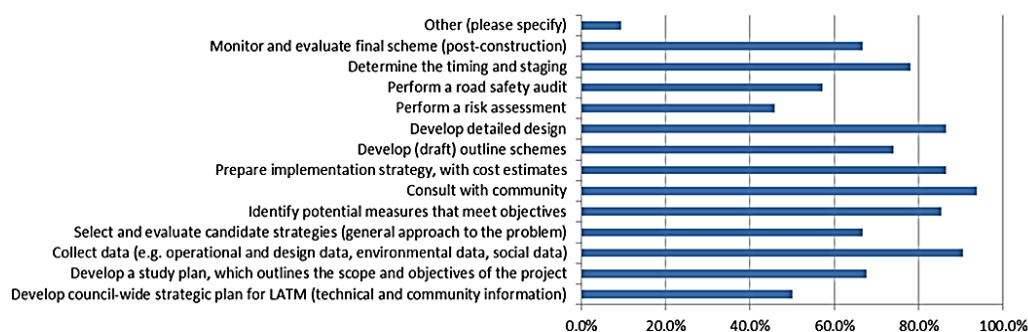 Other (please specify)
Monitor and evaluate final scheme (post-construction)
Determine the timing and staging
Perform a road safety audit
Perform a risk assessment
Develop detailed design
Develop (draft) outline schemes
Prepare implementation strategy, with cost estimates
Consult with community
Identify potential measures that meet objectives
Select and evaluate candidate strategies (general approach to the problem)
Collect data (e.g. operational and design data, environmental data, social data)
Develop a study plan, which outlines the scope and objectives of the project
Develop council-wide strategic plan for LATM (technical and community information)
0.0% 20.0% 40.0% 60.0% 80.0% 100.0%